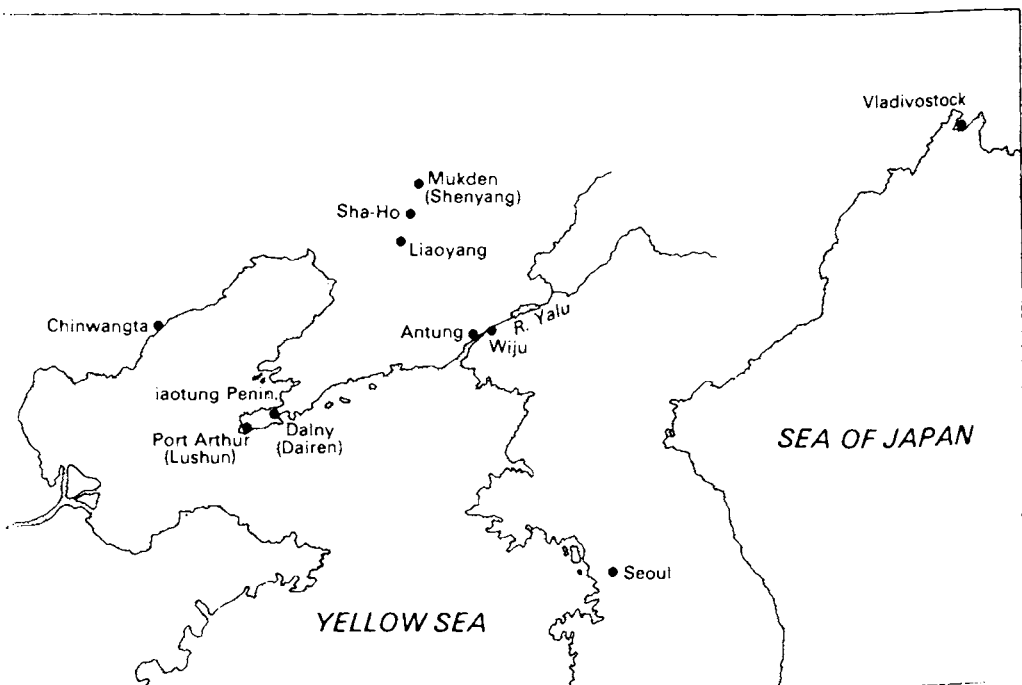 Vladivostock
Mukden
(Shenyang)
Sha-Ho
Liaoyang
Chinwangta
Antung
R. Yalu
Wiju
iaotung Penin.
Port Arthur
(Lushun)
Dalny
(Dairen)
SEA OF JAPAN
Seoul
YELLOW SEA